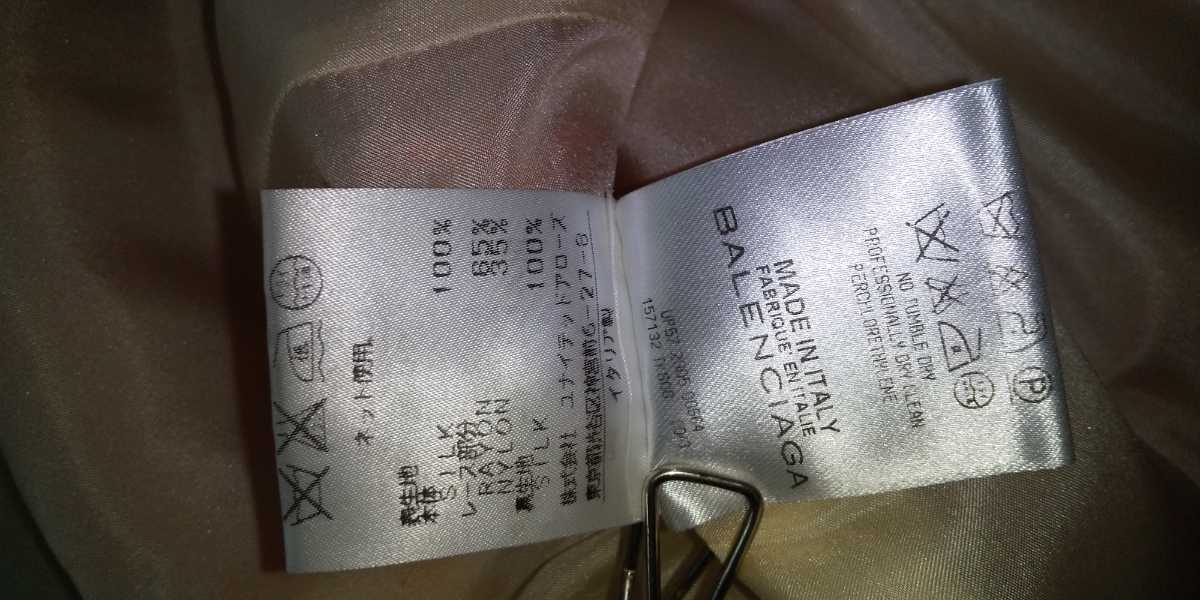 ネット使用
表生地
本体
SILK 100%
レース部分
RAYON 65%
NYLON 35%
裏生地
SILK 100%
株式会社 ユナイテッドアローズ
東京都渋谷区神宮前6-27-8
イタリア製
157132
BALENCIAGA
MADE IN ITALY
FABRIQUE' EN ITALIE
PERCHLORETHYLENE
PROFESSIONALLY DRY CLEAN
NO TUMBLE DRY
P